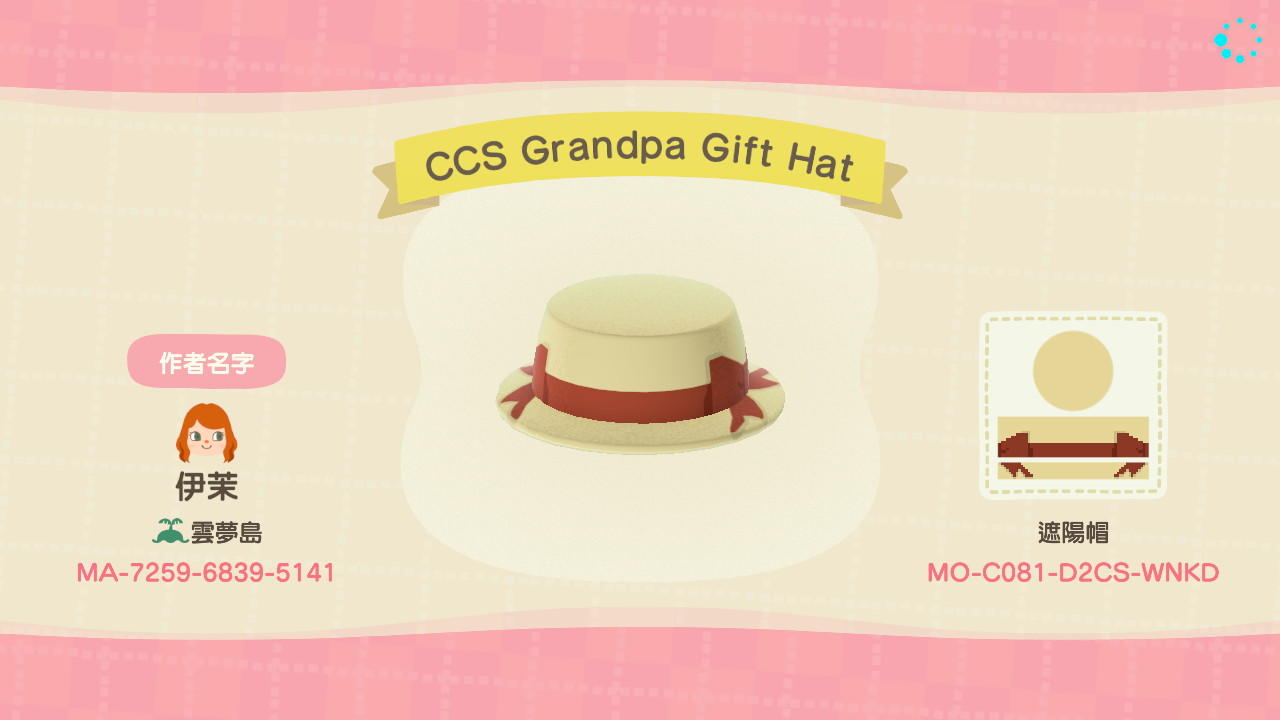 CCS Grandpa Gift Hat
作者名字
伊茉
雲夢島
MA-7259-6839-5141
遮陽帽
MO-C081-D2CS-WNKD